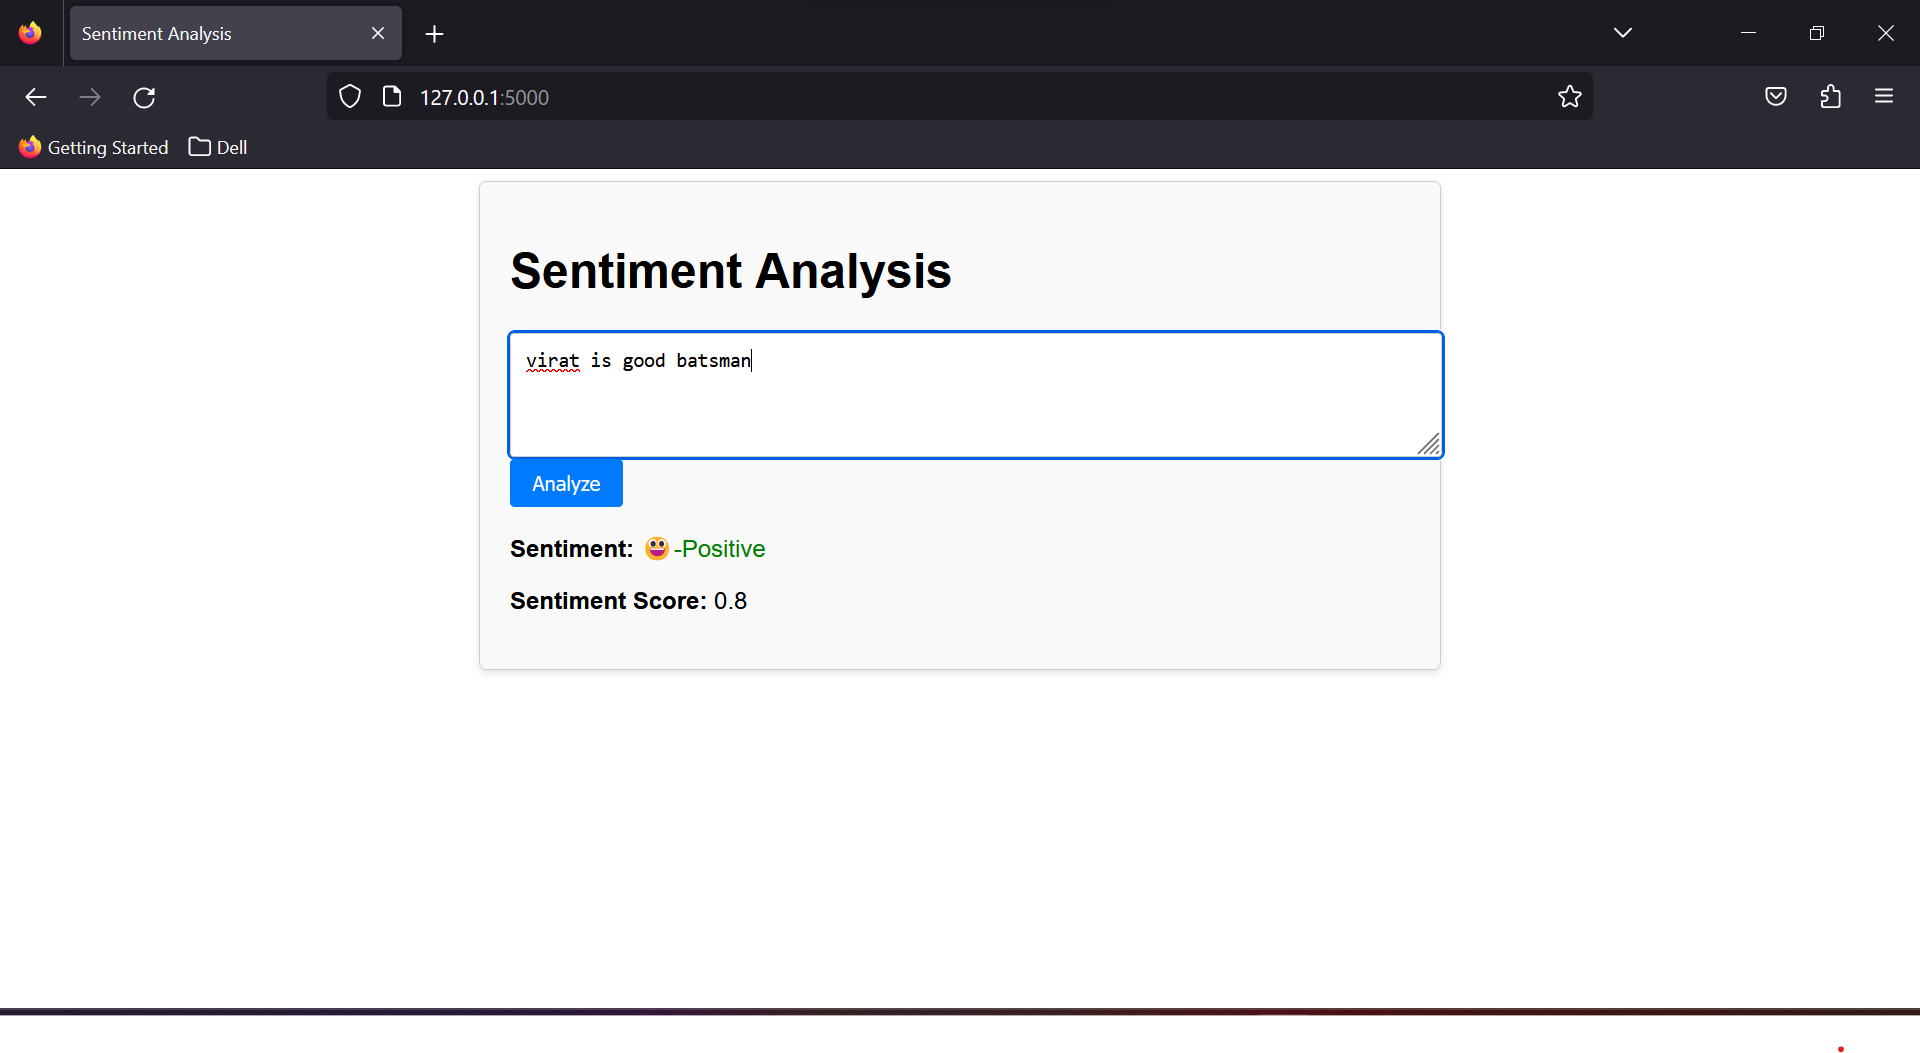 Sentiment Analysis
127.0.0.1:5000
Getting Started Dell
Sentiment Analysis
virat is good batsman
Analyze
Sentiment: 😃-Positive
Sentiment Score: 0.8